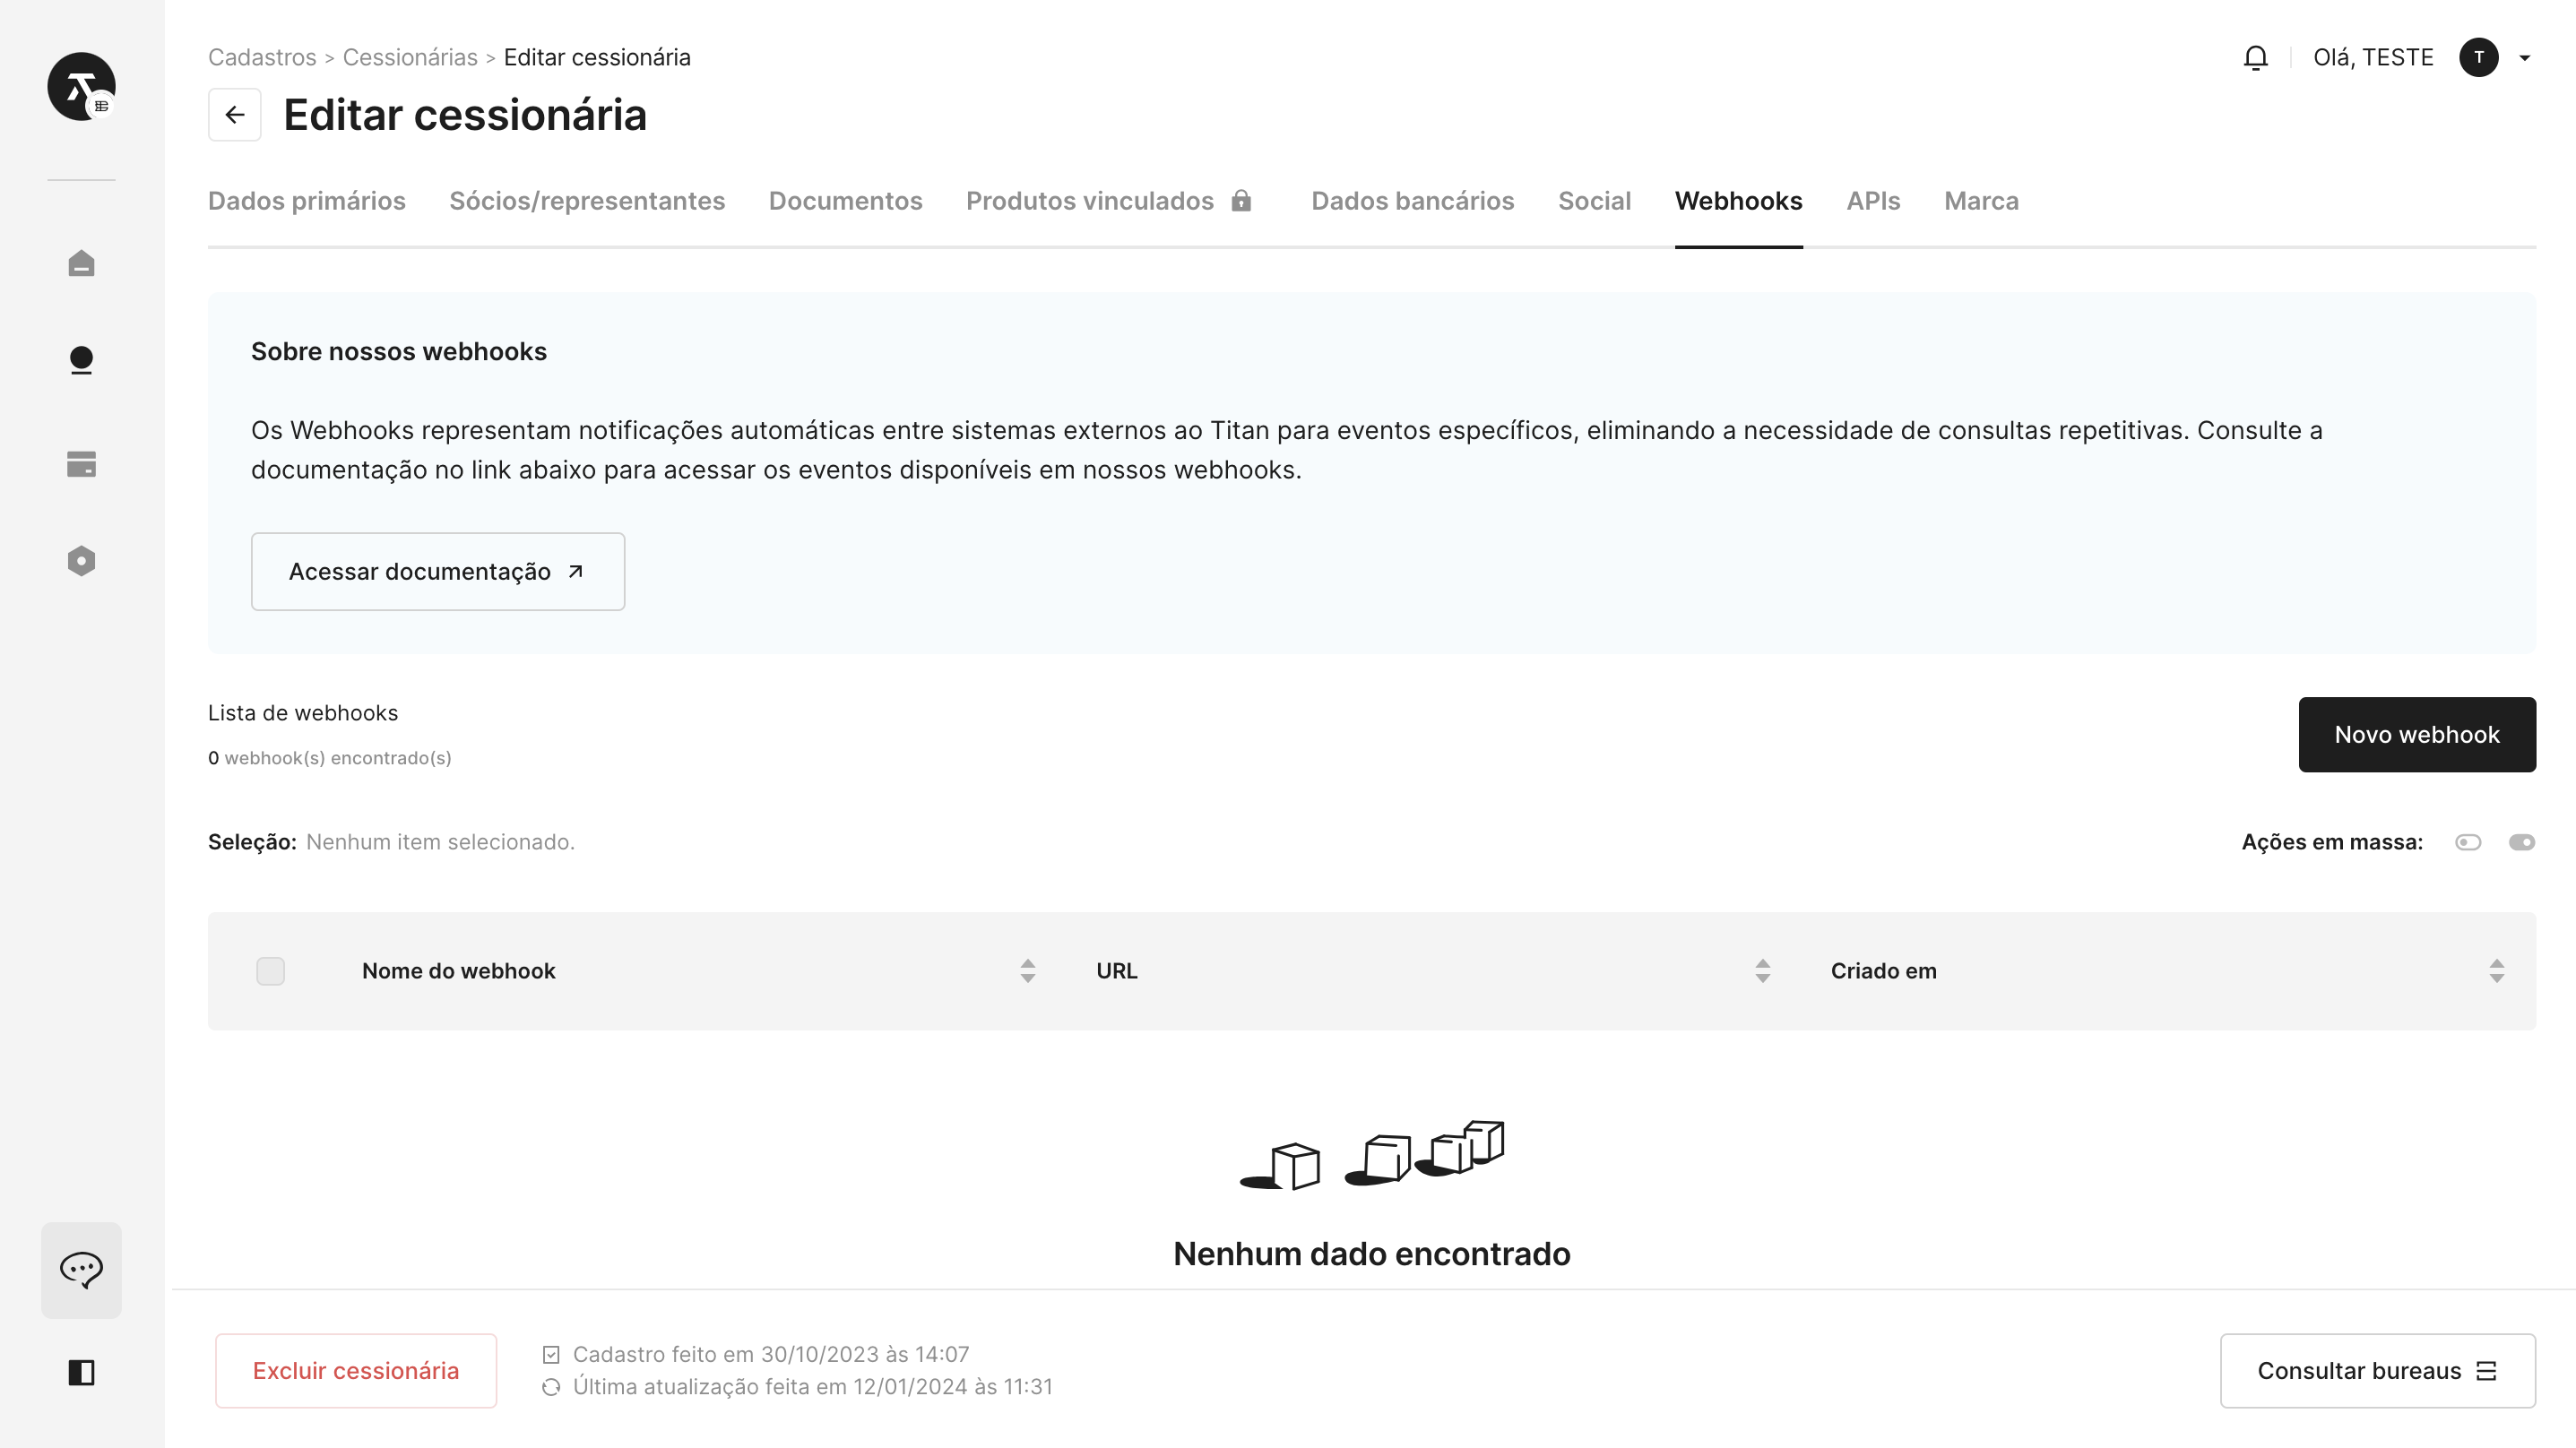 Cadastros > Cessionárias > Editar cessionária
Olá, TESTE T
Editar cessionária
Dados primários Sócios/representantes Documentos Produtos vinculados Dados bancários Social Webhooks APIs Marca
Sobre nossos webhooks
Os Webhooks representam notificações automáticas entre sistemas externos ao Titan para eventos específicos, eliminando a necessidade de consultas repetitivas. Consulte a
documentação no link abaixo para acessar os eventos disponíveis em nossos webhooks.
Acessar documentação
Lista de webhooks
0 webhook(s) encontrado(s)
Novo webhook
Seleção: Nenhum item selecionado.
Ações em massa:
Nome do webhook URL Criado em
Nenhum dado encontrado
Excluir cessionária
Cadastro feito em 30/10/2023 às 14:07
Última atualização feita em 12/01/2024 às 11:31
Consultar bureaus